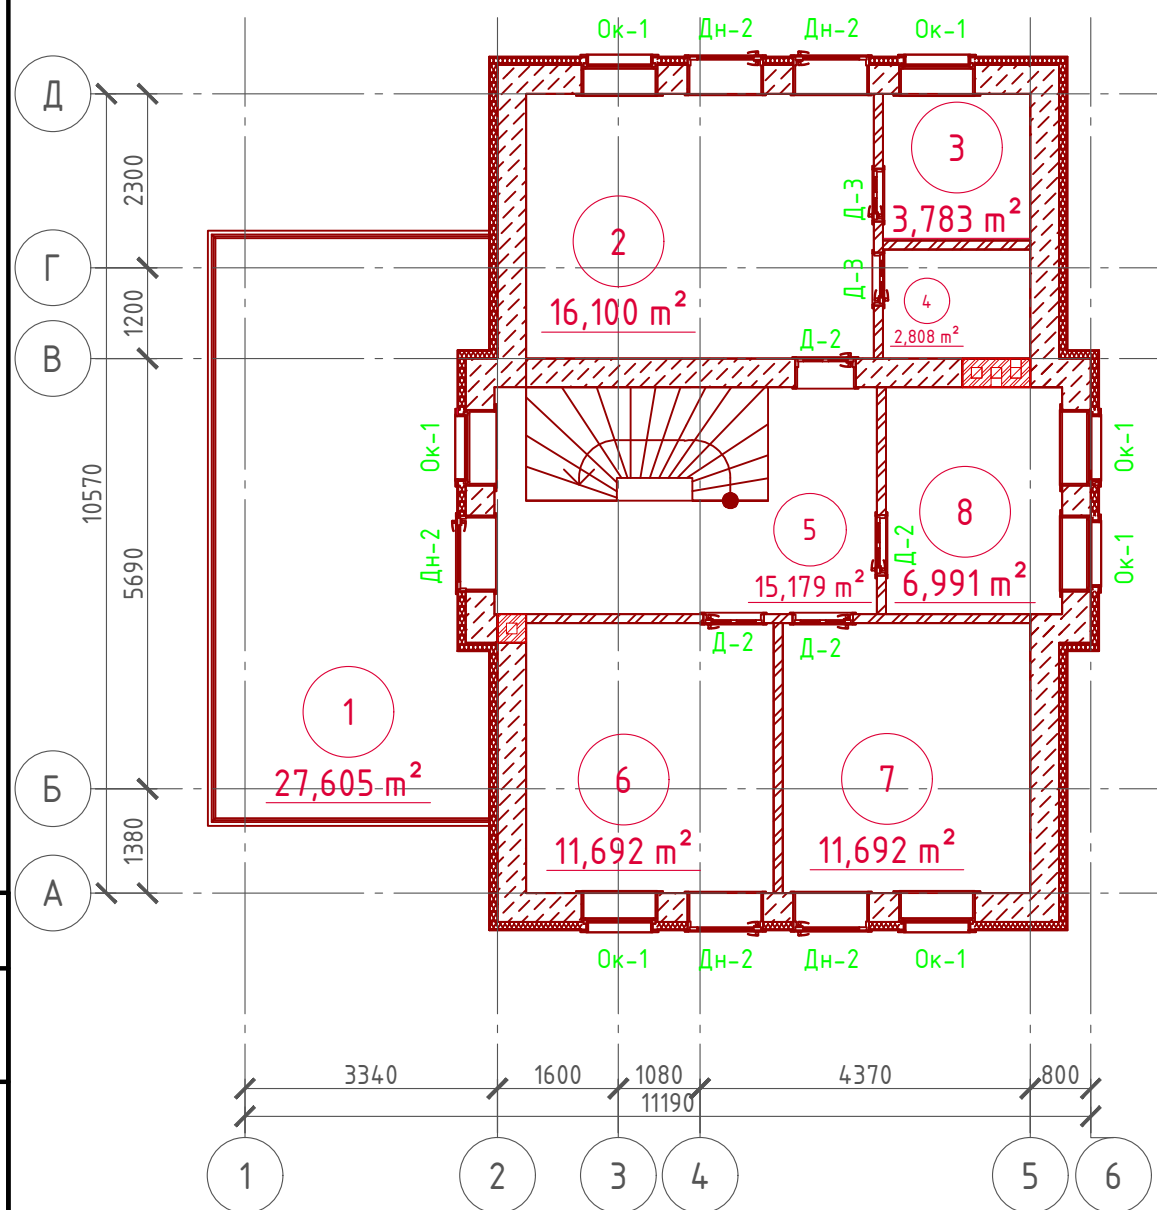 Ок-1 Дн-2 Дн-2 Ок-1
Д
2300
3
Д-3
3,783 m²
2
Г
Д-3
4
16,100 m²
1200
2,808 m²
Д-2
В
Ок-1
Ок-1
10570
8
5
Дн-2
5690
Д-2
Ок-1
15,179 m²
6,991 m²
Д-2
Д-2
1
27,605 m²
Б
6
7
1380
11,692 m²
11,692 m²
А
Ок-1 Дн-2 Дн-2 Ок-1
3340 1600 1080 4370 800
11190
1 2 3 4 5 6